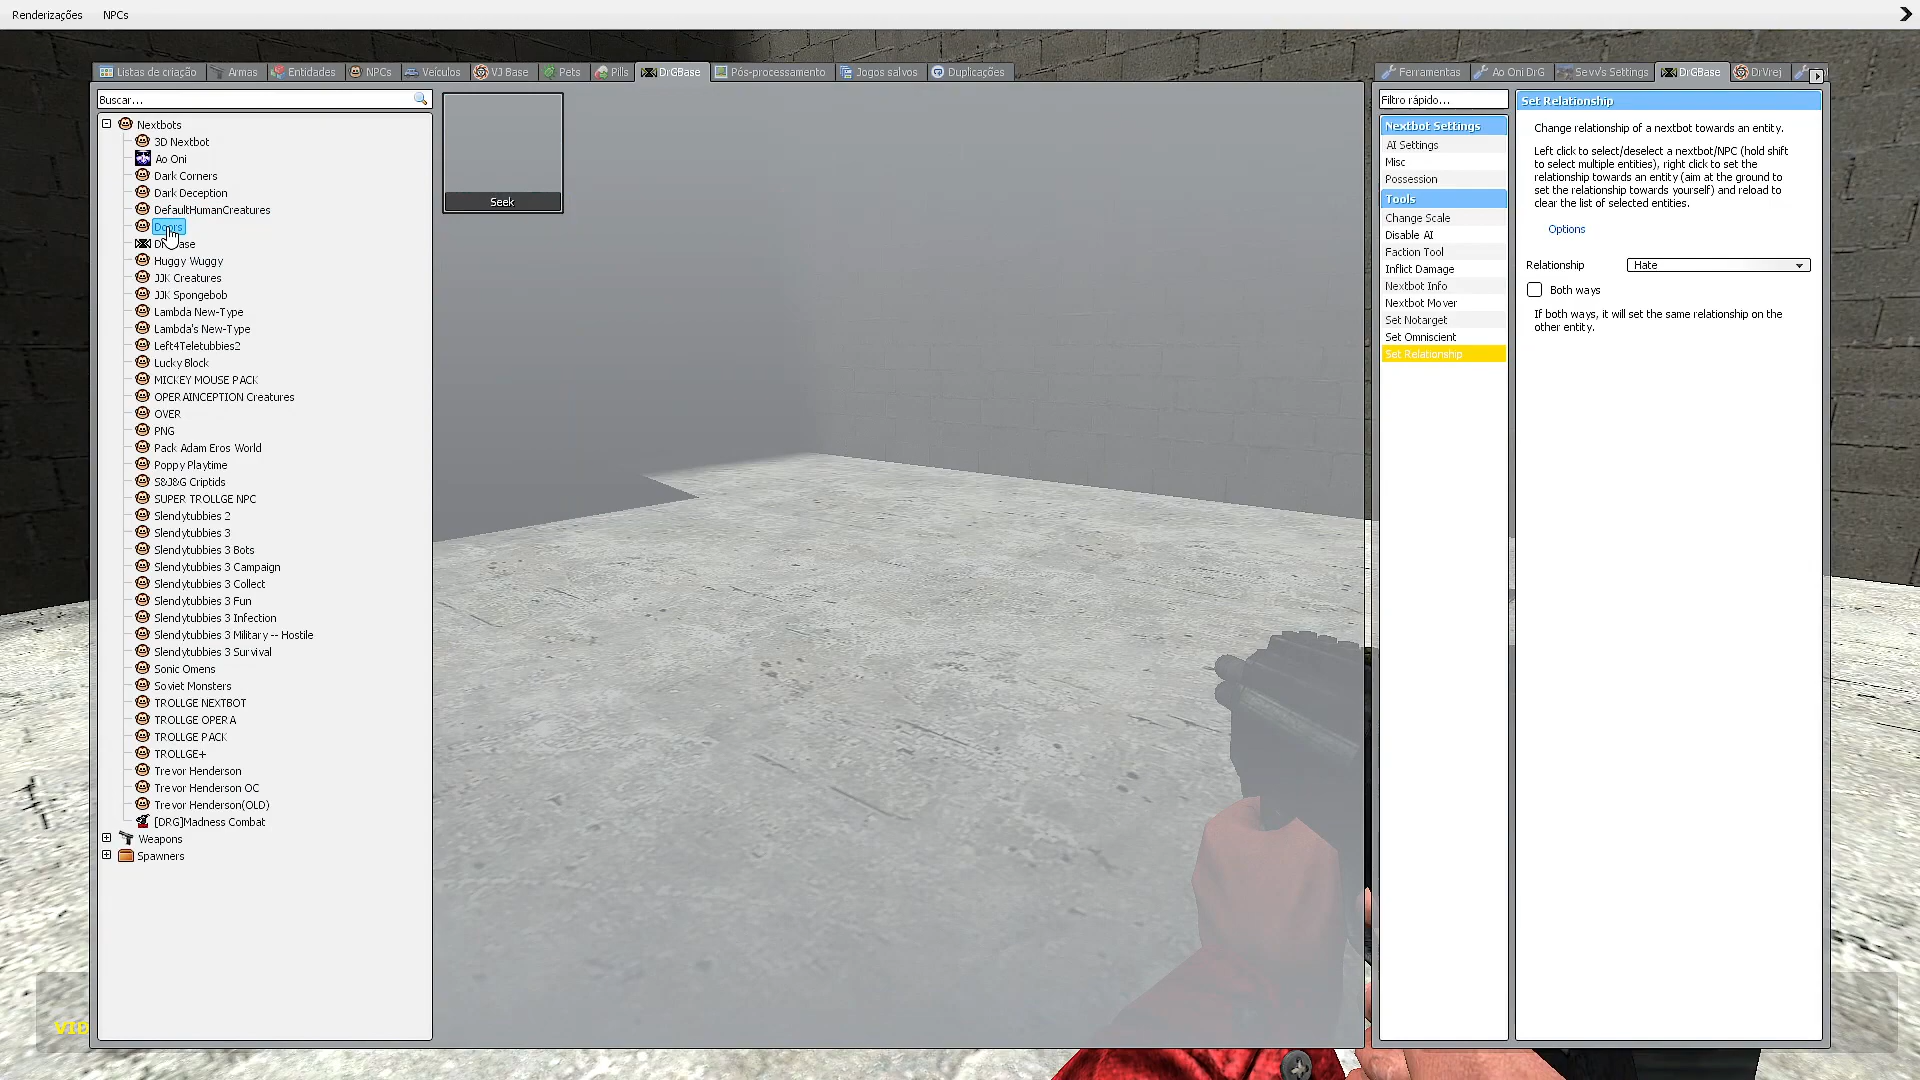 Renderizações NPCs
Listas de criação Armas Entidades NPCs Veículos VJ Base Pets Pills DrGBase Pós-processamento Jogos salvos Duplicações
Buscar...
Nextbots
3D Nextbot
Ao Oni
Dark Corners
Dark Deception
DefaultHumanCreatures
Doors
Huggy Wuggy
JJK Creatures
JJK Spongebob
Lambda New-Type
Lambda's New-Type
Left4Teletubbies2
Lucky Block
MICKEY MOUSE PACK
OPERAINCEPTION Creatures
OVER
PNG
Pack Adam Eros World
Poppy Playtime
S&J&G Criptids
SUPER TROLLGE NPC
Slendytubbies 2
Slendytubbies 3
Slendytubbies 3 Bots
Slendytubbies 3 Campaign
Slendytubbies 3 Collect
Slendytubbies 3 Fun
Slendytubbies 3 Infection
Slendytubbies 3 Military -- Hostile
Slendytubbies 3 Survival
Sonic Omens
Soviet Monsters
TROLLGE NEXTBOT
TROLLGE OPERA
TROLLGE PACK
TROLLGE+
Trevor Henderson
Trevor Henderson OC
Trevor Henderson(OLD)
[DRG]Madness Combat
Weapons
Spawners
Seek
VID
Ferramentas Ao Oni DrG Sevv's Settings DrGBase DrVrej
Filtro rápido...
Nextbot Settings
AI Settings
Misc
Possession
Tools
Change Scale
Disable AI
Faction Tool
Inflict Damage
Nextbot Info
Nextbot Mover
Set Notarget
Set Omniscient
Set Relationship
Set Relationship
Change relationship of a nextbot towards an entity.
Left click to select/deselect a nextbot/NPC (hold shift
to select multiple entities), right click to set the
relationship towards an entity (aim at the ground to
set the relationship towards yourself) and reload to
clear the list of selected entities.
Options
Relationship Hate
Both ways
If both ways, it will set the same relationship on the
other entity.